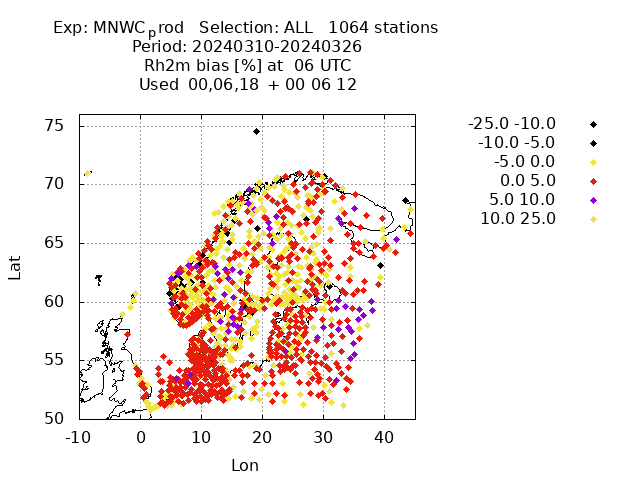 Exp: MNWC_prod   Selection: ALL   1064 stations
Period: 20240310-20240326
Rh2m bias [%] at  06 UTC
Used  00,06,18  + 00 06 12
-25.0 -10.0
-10.0 -5.0
-5.0 0.0
0.0 5.0
5.0 10.0
10.0 25.0
75
70
65
60
55
50
Lat
-10 0 10 20 30 40
Lon